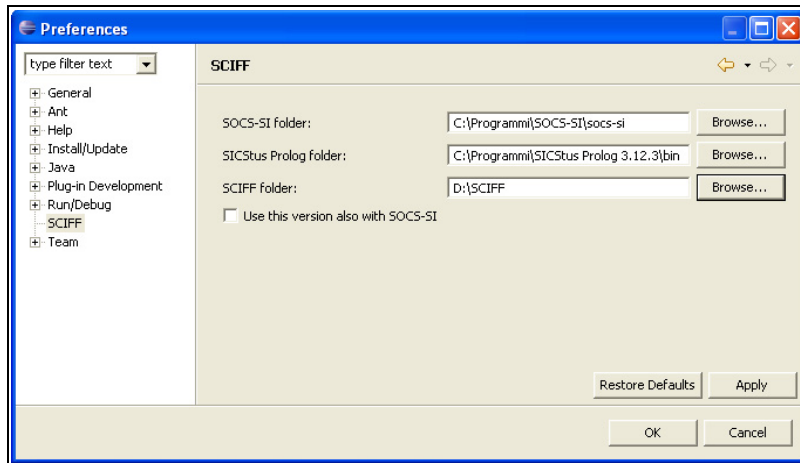 Preferences
type filter text
SCIFF
General
Ant
Help
Install/Update
Java
Plug-in Development
Run/Debug
SCIFF
Team
SOCS-SI folder: C:\Programmi\SOCS-SI\socs-si Browse...
SICStus Prolog folder: C:\Programmi\SICStus Prolog 3.12.3\bin Browse...
SCIFF folder: D:\SCIFF Browse...
Use this version also with SOCS-SI
Restore Defaults Apply
OK Cancel